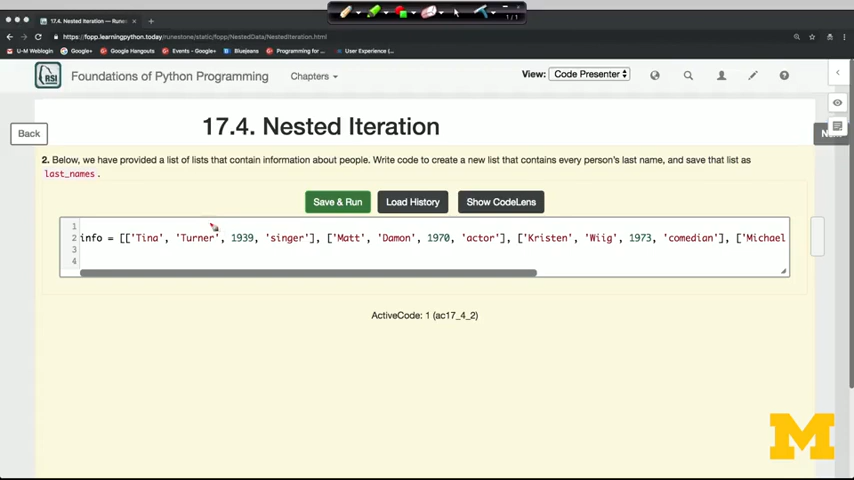 1/1
17.4. Nested Iteration — Rune
https://fopp.learningpython.today/runestone/static/fopp/NestedData/NestedIteration.html
U-M Weblogin Google+ Google Hangouts Events - Google+ Bluejeans Programming for ... User Experience (...
RSI
Foundations of Python Programming Chapters View: Code Presenter
Back
17.4. Nested Iteration
2. Below, we have provided a list of lists that contain information about people. Write code to create a new list that contains every person's last name, and save that list as
last_names .
Save & Run Load History Show CodeLens
1
2 info = [['Tina', 'Turner', 1939, 'singer'], ['Matt', 'Damon', 1970, 'actor'], ['Kristen', 'Wiig', 1973, 'comedian'], ['Michael
3
4
ActiveCode: 1 (ac17_4_2)
M